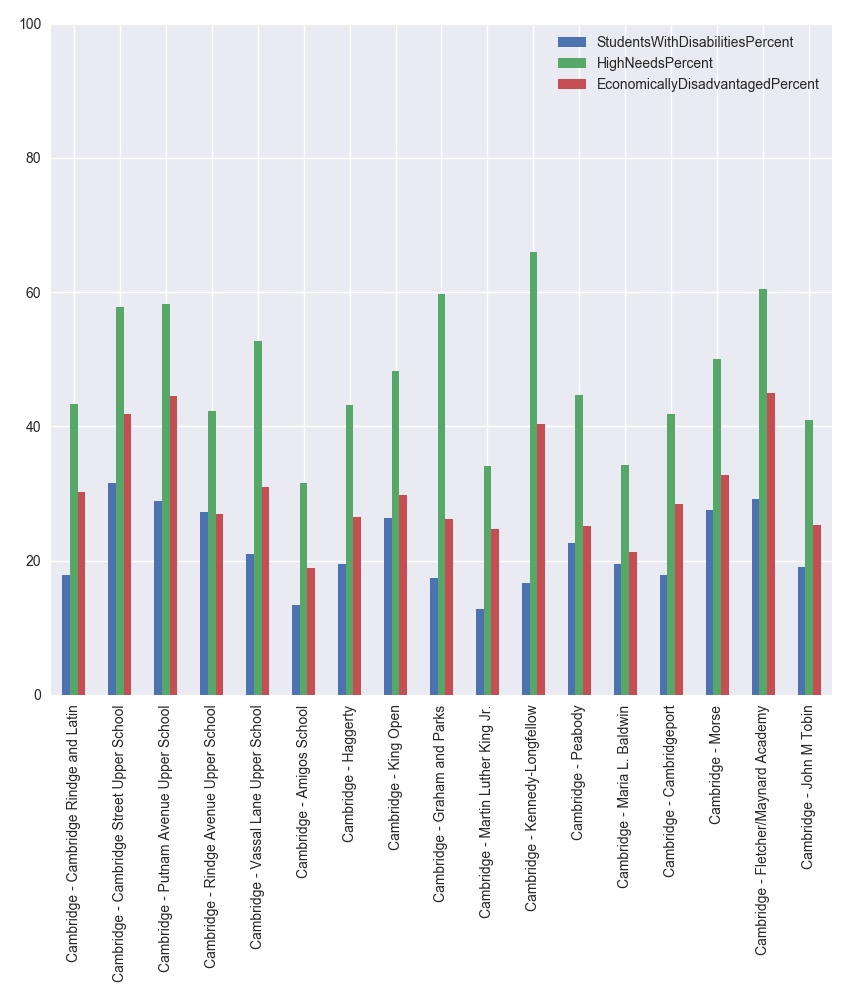 100
80
60
40
20
0
StudentsWithDisabilitiesPercent
HighNeedsPercent
EconomicallyDisadvantagedPercent
Cambridge - Cambridge Rindge and Latin
Cambridge - Cambridge Street Upper School
Cambridge - Putnam Avenue Upper School
Cambridge - Rindge Avenue Upper School
Cambridge - Vassal Lane Upper School
Cambridge - Amigos School
Cambridge - Haggerty
Cambridge - King Open
Cambridge - Graham and Parks
Cambridge - Martin Luther King Jr.
Cambridge - Kennedy-Longfellow
Cambridge - Peabody
Cambridge - Maria L. Baldwin
Cambridge - Cambridgeport
Cambridge - Morse
Cambridge - Fletcher/Maynard Academy
Cambridge - John M Tobin